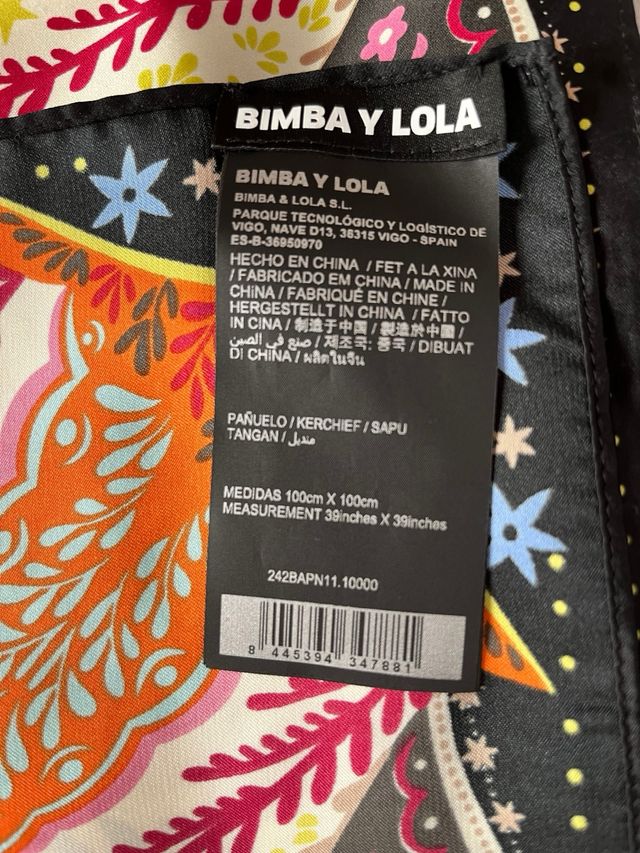 BIMBA Y LOLA
BIMBA Y LOLA
BIMBA & LOLA S.L.
PARQUE TECNOLÓGICO Y LOGÍSTICO DE
VIGO, NAVE D13, 36315 VIGO - SPAIN
ES-B-36950970
HECHO EN CHINA / FET A LA XINA
/ FABRICADO EM CHINA / MADE IN
CHINA / FABRIQUÉ EN CHINE /
HERGESTELLT IN CHINA / FATTO
IN CINA / 制造于中国 / 製造於中國 /
صنع في الصين / 제조국: 중국 / DIBUAT
DI CHINA / ผลิตในจีน
PAÑUELO / KERCHIEF / SAPU
TANGAN / منديل
MEDIDAS 100cm X 100cm
MEASUREMENT 39inches X 39inches
242BAPN11.10000
8 445394 347881